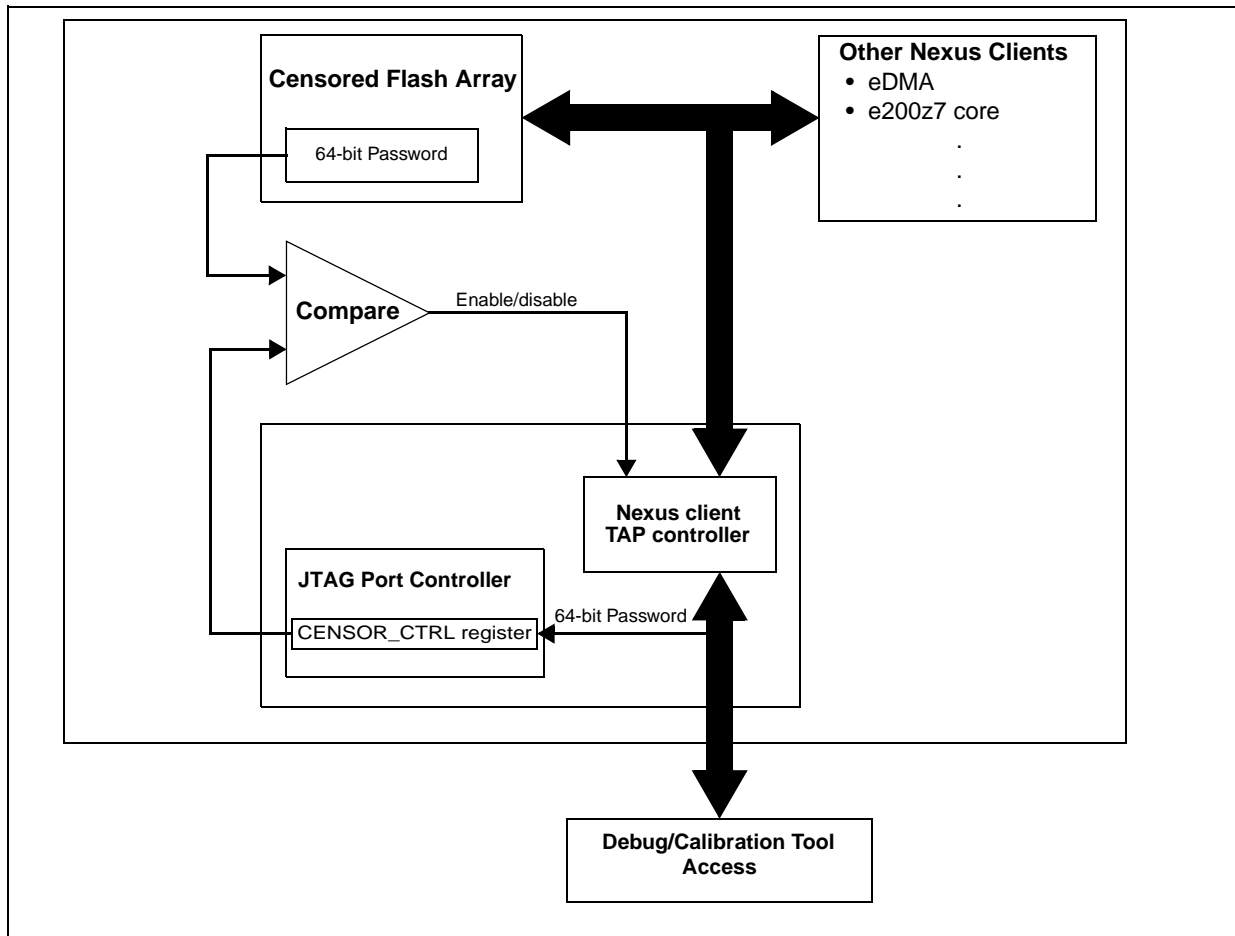 Censored Flash Array
64-bit Password
Other Nexus Clients
• eDMA
• e200z7 core
.
.
.
Compare
Enable/disable
Nexus client
TAP controller
JTAG Port Controller
CENSOR_CTRL register
64-bit Password
Debug/Calibration Tool
Access